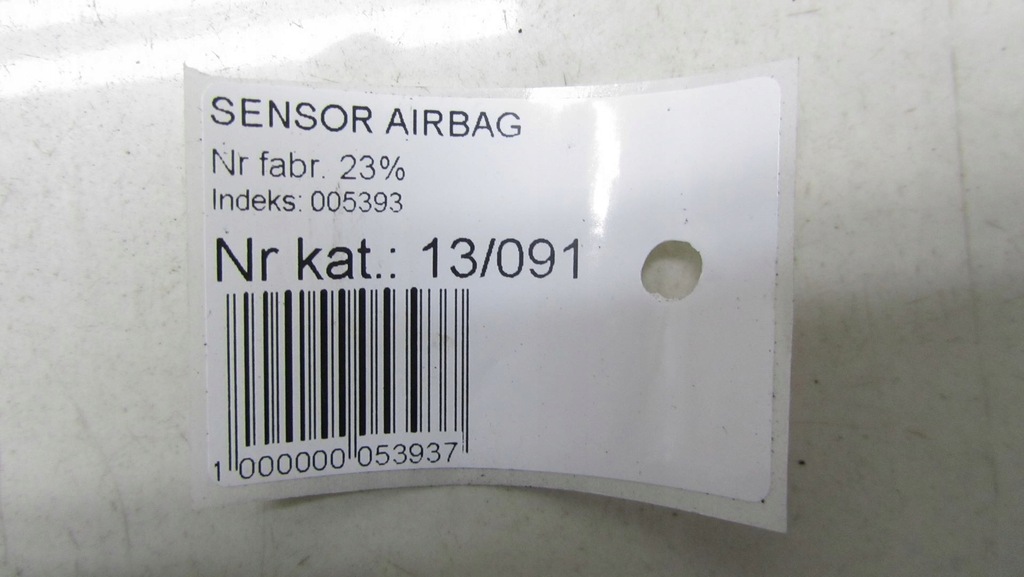 SENSOR AIRBAG
Nr fabr. 23%
Indeks: 005393
Nr kat.: 13/091
1 000000 053937